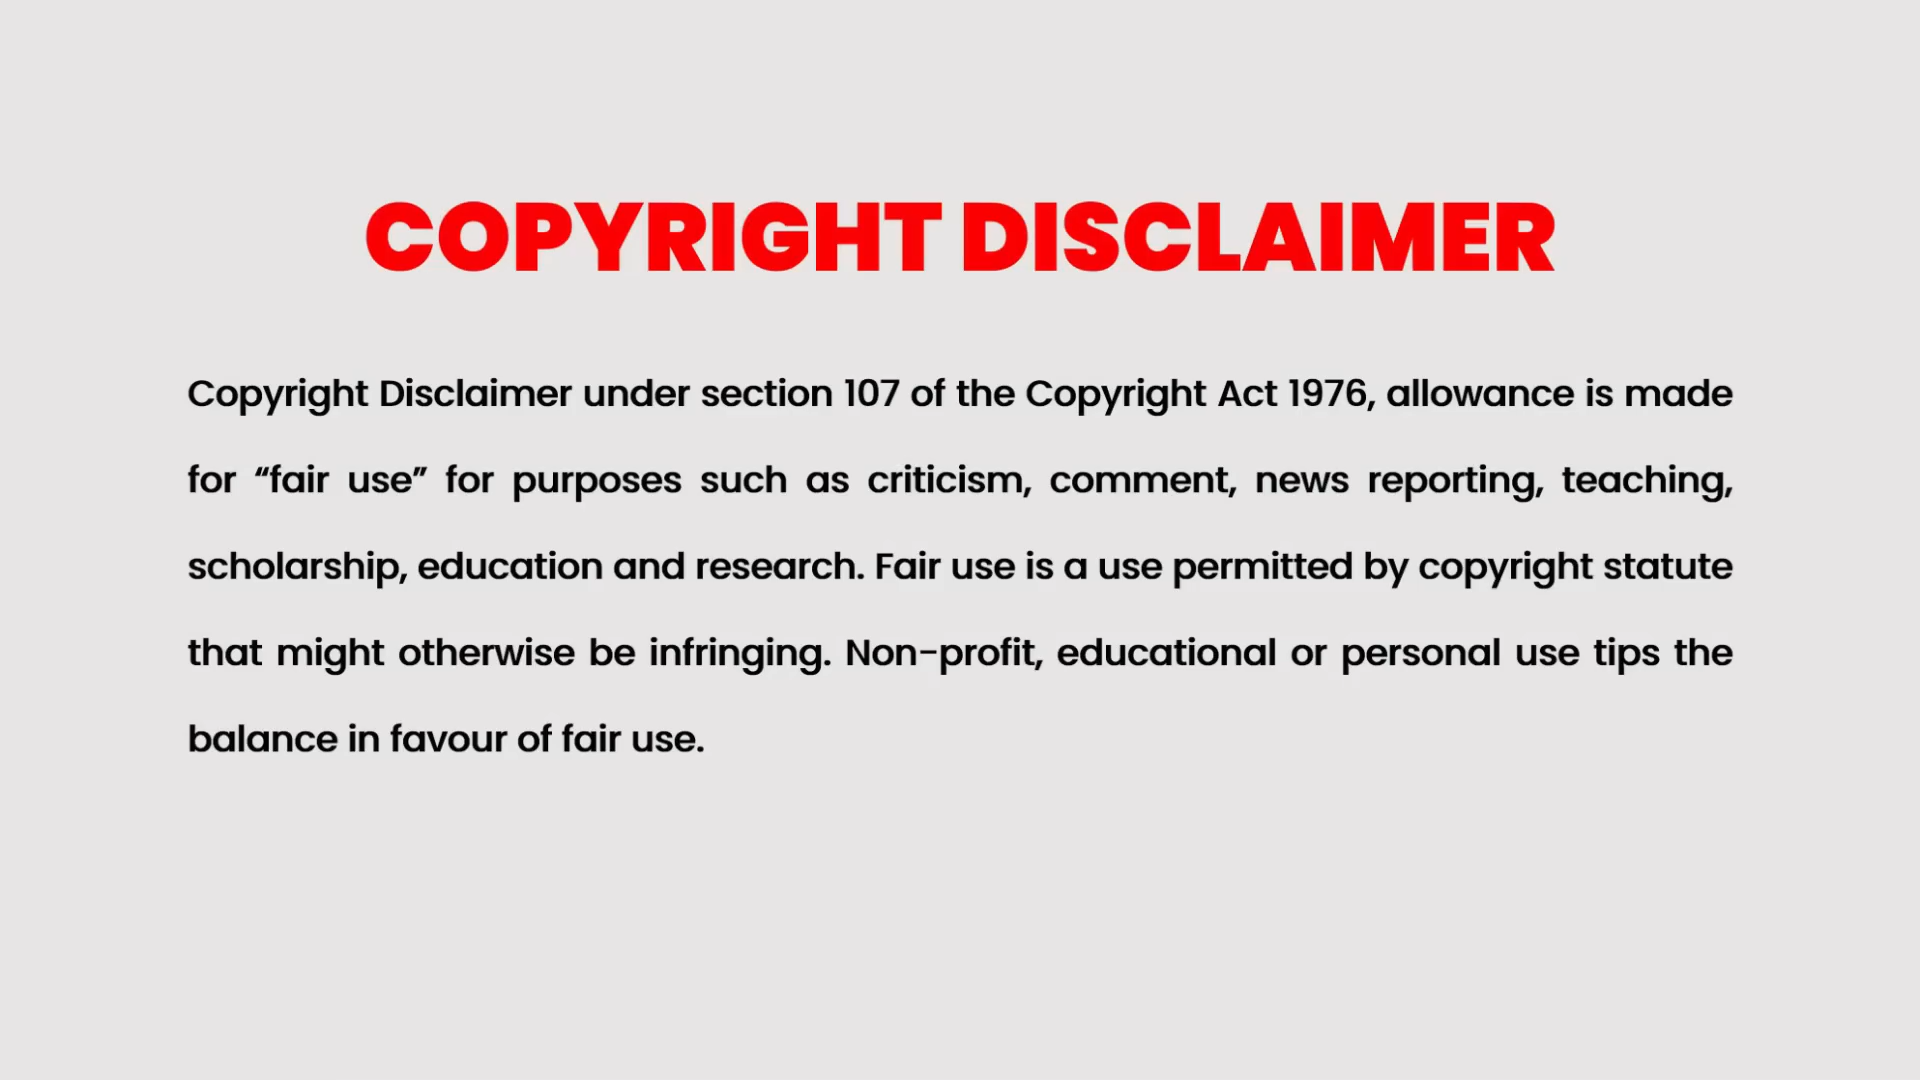 COPYRIGHT DISCLAIMER
Copyright Disclaimer under section 107 of the Copyright Act 1976, allowance is made
for “fair use” for purposes such as criticism, comment, news reporting, teaching,
scholarship, education and research. Fair use is a use permitted by copyright statute
that might otherwise be infringing. Non-profit, educational or personal use tips the
balance in favour of fair use.